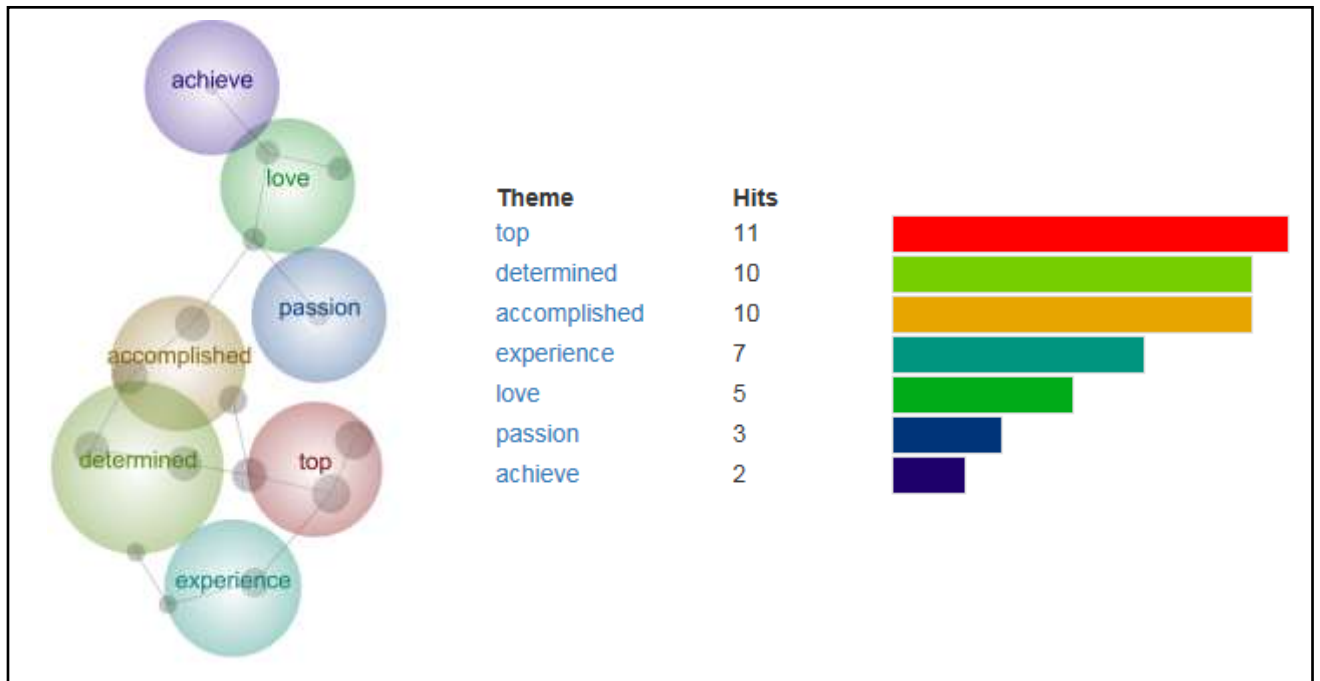 achieve
love
passion
accomplished
determined
top
experience
Theme Hits
top 11
determined 10
accomplished 10
experience 7
love 5
passion 3
achieve 2